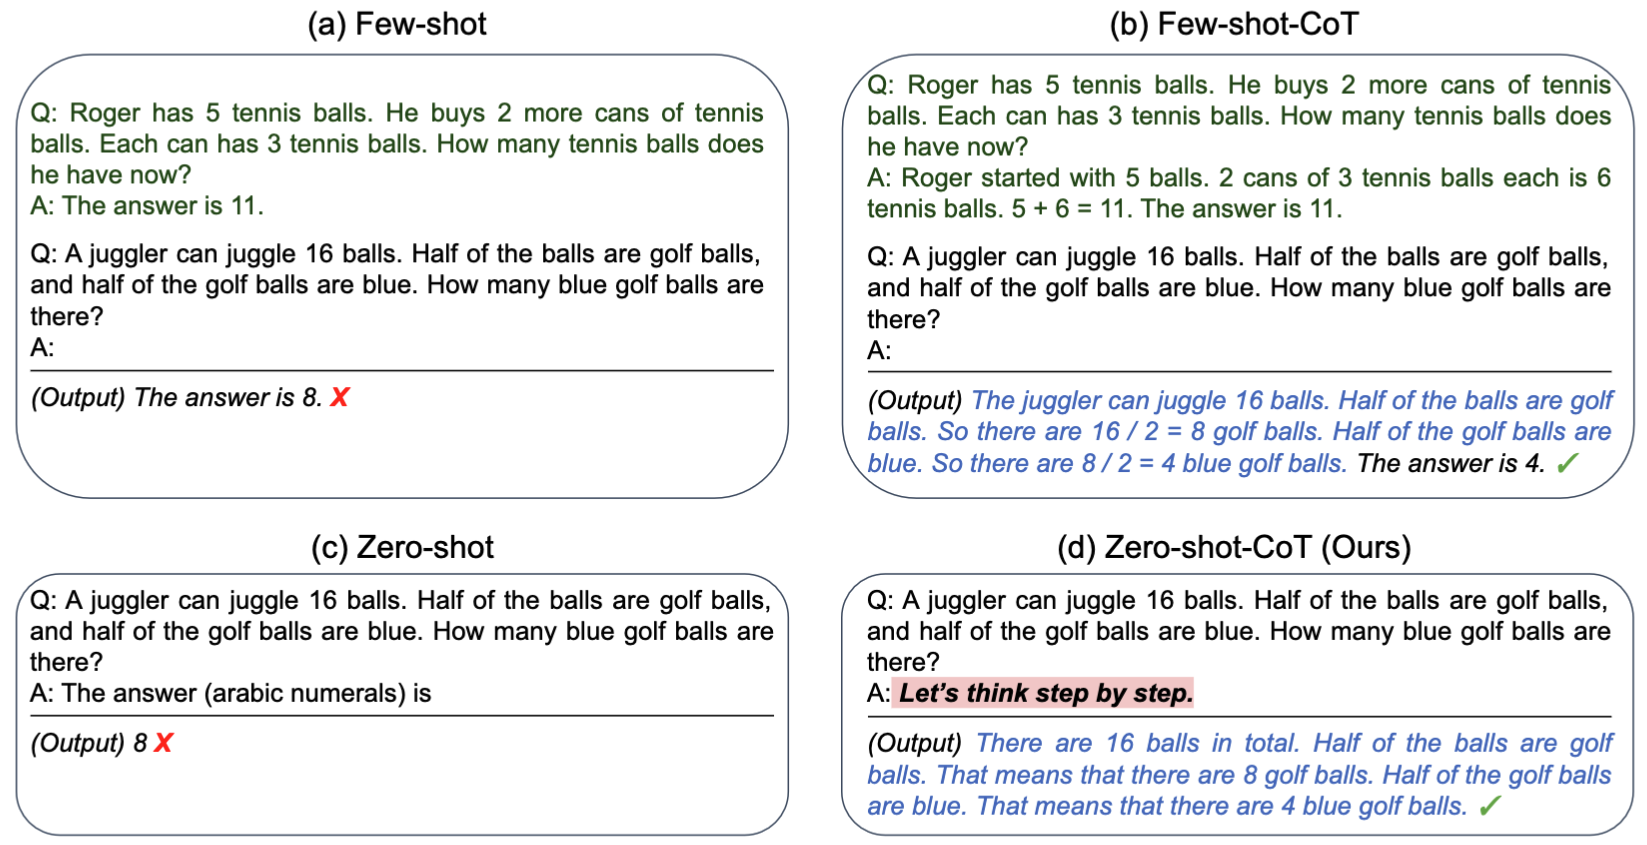 (a) Few-shot
Q: Roger has 5 tennis balls. He buys 2 more cans of tennis
balls. Each can has 3 tennis balls. How many tennis balls does
he have now?
A: The answer is 11.
Q: A juggler can juggle 16 balls. Half of the balls are golf balls,
and half of the golf balls are blue. How many blue golf balls are
there?
A:
(Output) The answer is 8. X
(b) Few-shot-CoT
Q: Roger has 5 tennis balls. He buys 2 more cans of tennis
balls. Each can has 3 tennis balls. How many tennis balls does
he have now?
A: Roger started with 5 balls. 2 cans of 3 tennis balls each is 6
tennis balls. 5 + 6 = 11. The answer is 11.
Q: A juggler can juggle 16 balls. Half of the balls are golf balls,
and half of the golf balls are blue. How many blue golf balls are
there?
A:
(Output) The juggler can juggle 16 balls. Half of the balls are golf
balls. So there are 16 / 2 = 8 golf balls. Half of the golf balls are
blue. So there are 8 / 2 = 4 blue golf balls. The answer is 4. ✓
(c) Zero-shot
Q: A juggler can juggle 16 balls. Half of the balls are golf balls,
and half of the golf balls are blue. How many blue golf balls are
there?
A: The answer (arabic numerals) is
(Output) 8 X
(d) Zero-shot-CoT (Ours)
Q: A juggler can juggle 16 balls. Half of the balls are golf balls,
and half of the golf balls are blue. How many blue golf balls are
there?
A: Let’s think step by step.
(Output) There are 16 balls in total. Half of the balls are golf
balls. That means that there are 8 golf balls. Half of the golf balls
are blue. That means that there are 4 blue golf balls. ✓